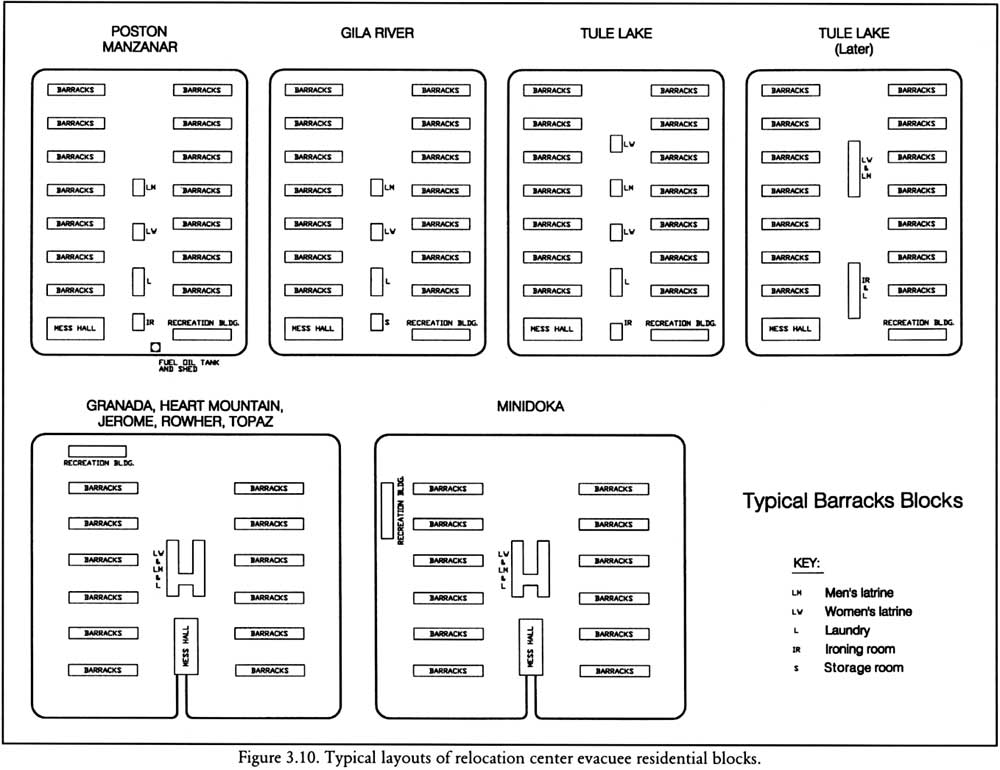 POSTON
MANZANAR
BARRACKS BARRACKS
BARRACKS BARRACKS
BARRACKS BARRACKS
BARRACKS LM BARRACKS
BARRACKS LW BARRACKS
BARRACKS BARRACKS
BARRACKS L BARRACKS
MESS HALL IR RECREATION BLDG.
FUEL OIL TANK
AND SHED
GILA RIVER
BARRACKS BARRACKS
BARRACKS BARRACKS
BARRACKS BARRACKS
BARRACKS LM BARRACKS
BARRACKS LW BARRACKS
BARRACKS BARRACKS
BARRACKS L BARRACKS
MESS HALL S RECREATION BLDG.
TULE LAKE
BARRACKS BARRACKS
BARRACKS BARRACKS
LW
BARRACKS BARRACKS
BARRACKS LM BARRACKS
BARRACKS LW BARRACKS
BARRACKS BARRACKS
BARRACKS L BARRACKS
MESS HALL IR RECREATION BLDG.
TULE LAKE
(Later)
BARRACKS BARRACKS
BARRACKS BARRACKS
BARRACKS LW BARRACKS
&
LM
BARRACKS BARRACKS
BARRACKS BARRACKS
BARRACKS BARRACKS
IR
&
L
BARRACKS BARRACKS
MESS HALL RECREATION BLDG.
GRANADA, HEART MOUNTAIN,
JEROME, ROWHER, TOPAZ
RECREATION BLDG.
BARRACKS BARRACKS
BARRACKS BARRACKS
BARRACKS BARRACKS
LW
&
LM
&
L
BARRACKS BARRACKS
BARRACKS MESS HALL BARRACKS
BARRACKS BARRACKS
MINIDOKA
RECREATION BLDG.
BARRACKS BARRACKS
BARRACKS BARRACKS
BARRACKS BARRACKS
LW
&
LM
&
L
BARRACKS BARRACKS
BARRACKS MESS HALL BARRACKS
BARRACKS BARRACKS
Typical Barracks Blocks
KEY:
LM Men's latrine
LW Women's latrine
L Laundry
IR Ironing room
S Storage room
Figure 3.10. Typical layouts of relocation center evacuee residential blocks.